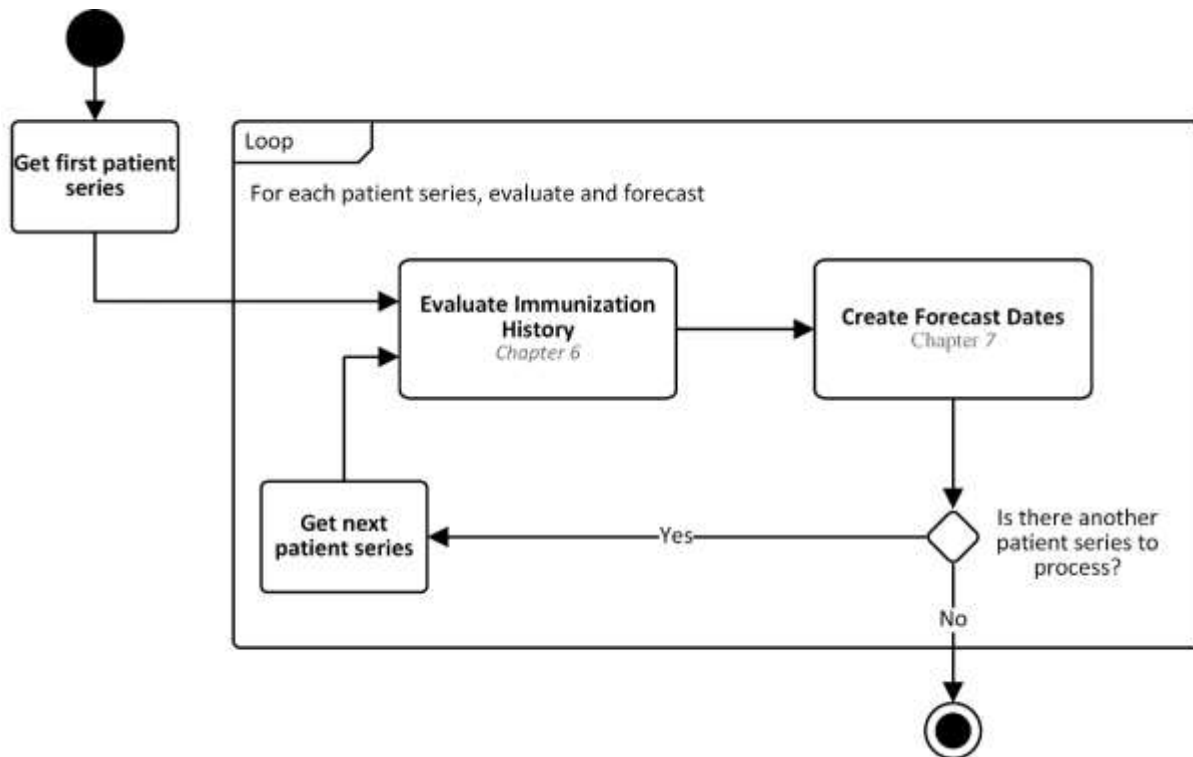 Get first patient
series
Loop
For each patient series, evaluate and forecast
Evaluate Immunization
History
Chapter 6
Create Forecast Dates
Chapter 7
Get next
patient series
Yes
Is there another
patient series to
process?
No